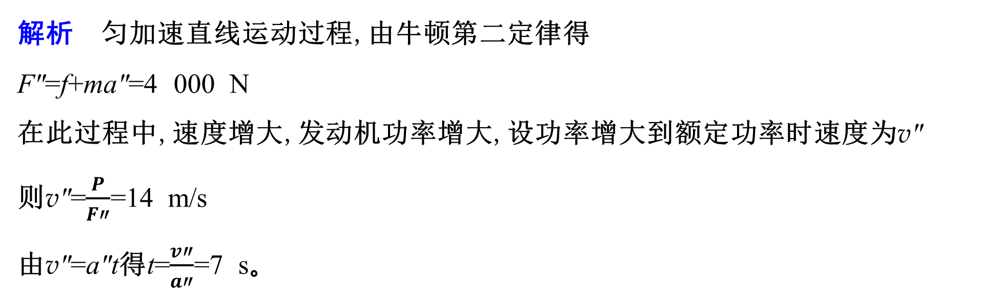 解析　匀加速直线运动过程,由牛顿第二定律得
F″=f+ma″=4 000 N
在此过程中,速度增大,发动机功率增大,设功率增大到额定功率时速度为v″
则v″=P/F″=14 m/s
由v″=a″t得t=v″/a″=7 s。